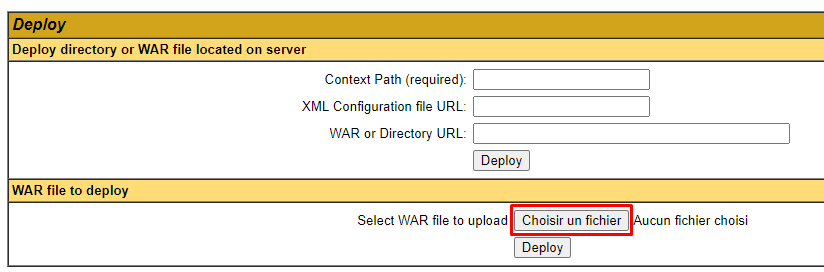 Deploy
Deploy directory or WAR file located on server
Context Path (required):
XML Configuration file URL:
WAR or Directory URL:
Deploy
WAR file to deploy
Select WAR file to upload Choisir un fichier Aucun fichier choisi
Deploy